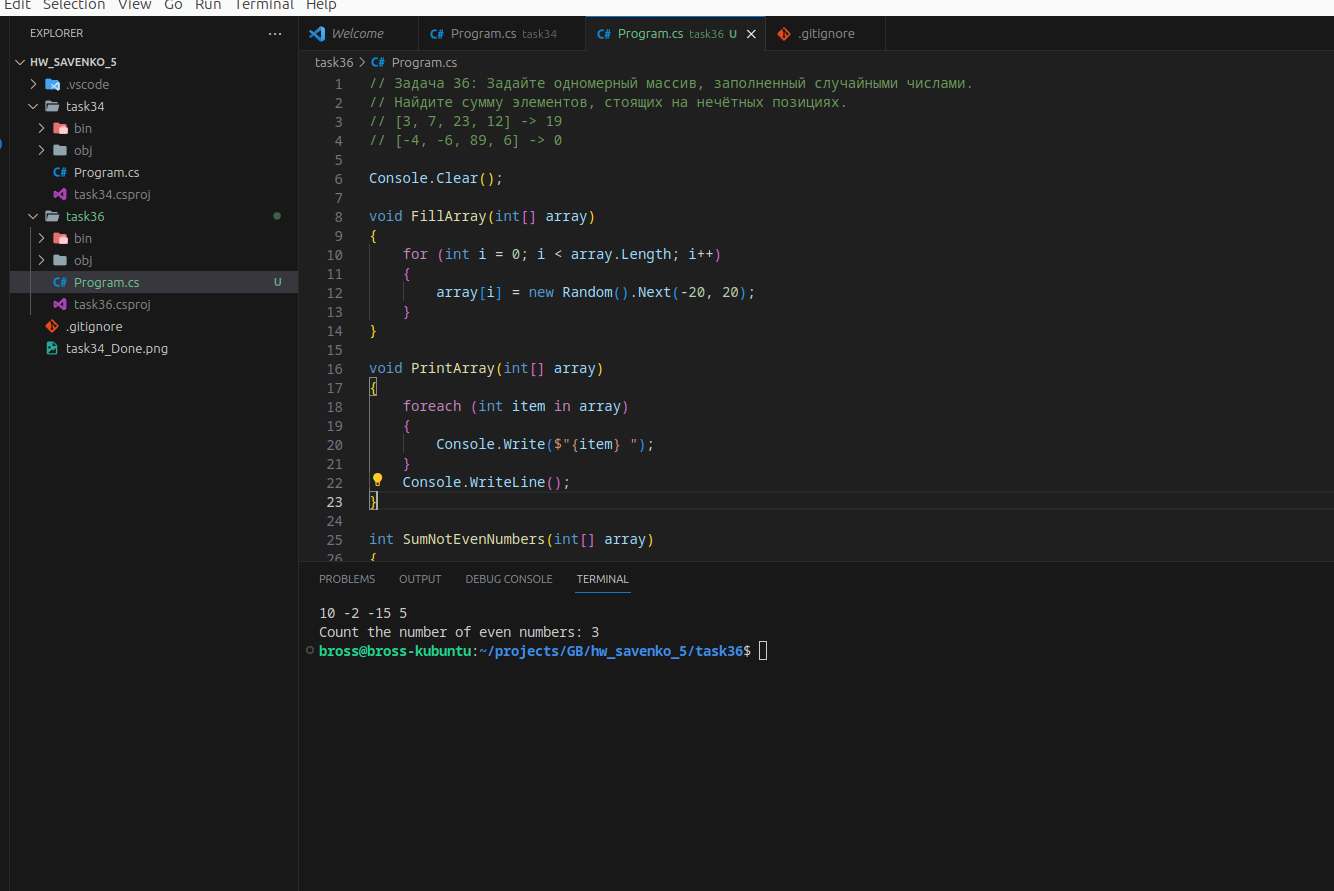 Edit Selection View Go Run Terminal Help
EXPLORER ...
HW_SAVENKO_5
.vscode
task34
bin
obj
C# Program.cs
task34.csproj
task36
bin
obj
C# Program.cs U
task36.csproj
.gitignore
task34_Done.png
Welcome C# Program.cs task34 C# Program.cs task36 U .gitignore
task36 > C# Program.cs
1 // Задача 36: Задайте одномерный массив, заполненный случайными числами.
2 // Найдите сумму элементов, стоящих на нечётных позициях.
3 // [3, 7, 23, 12] -> 19
4 // [-4, -6, 89, 6] -> 0
5
6 Console.Clear();
7
8 void FillArray(int[] array)
9 {
10 for (int i = 0; i < array.Length; i++)
11 {
12 array[i] = new Random().Next(-20, 20);
13 }
14 }
15
16 void PrintArray(int[] array)
17 {
18 foreach (int item in array)
19 {
20 Console.Write($"{item} ");
21 }
22 Console.WriteLine();
23 }
24
25 int SumNotEvenNumbers(int[] array)
26 {
PROBLEMS OUTPUT DEBUG CONSOLE TERMINAL
10 -2 -15 5
Count the number of even numbers: 3
bross@bross-kubuntu:~/projects/GB/hw_savenko_5/task36$